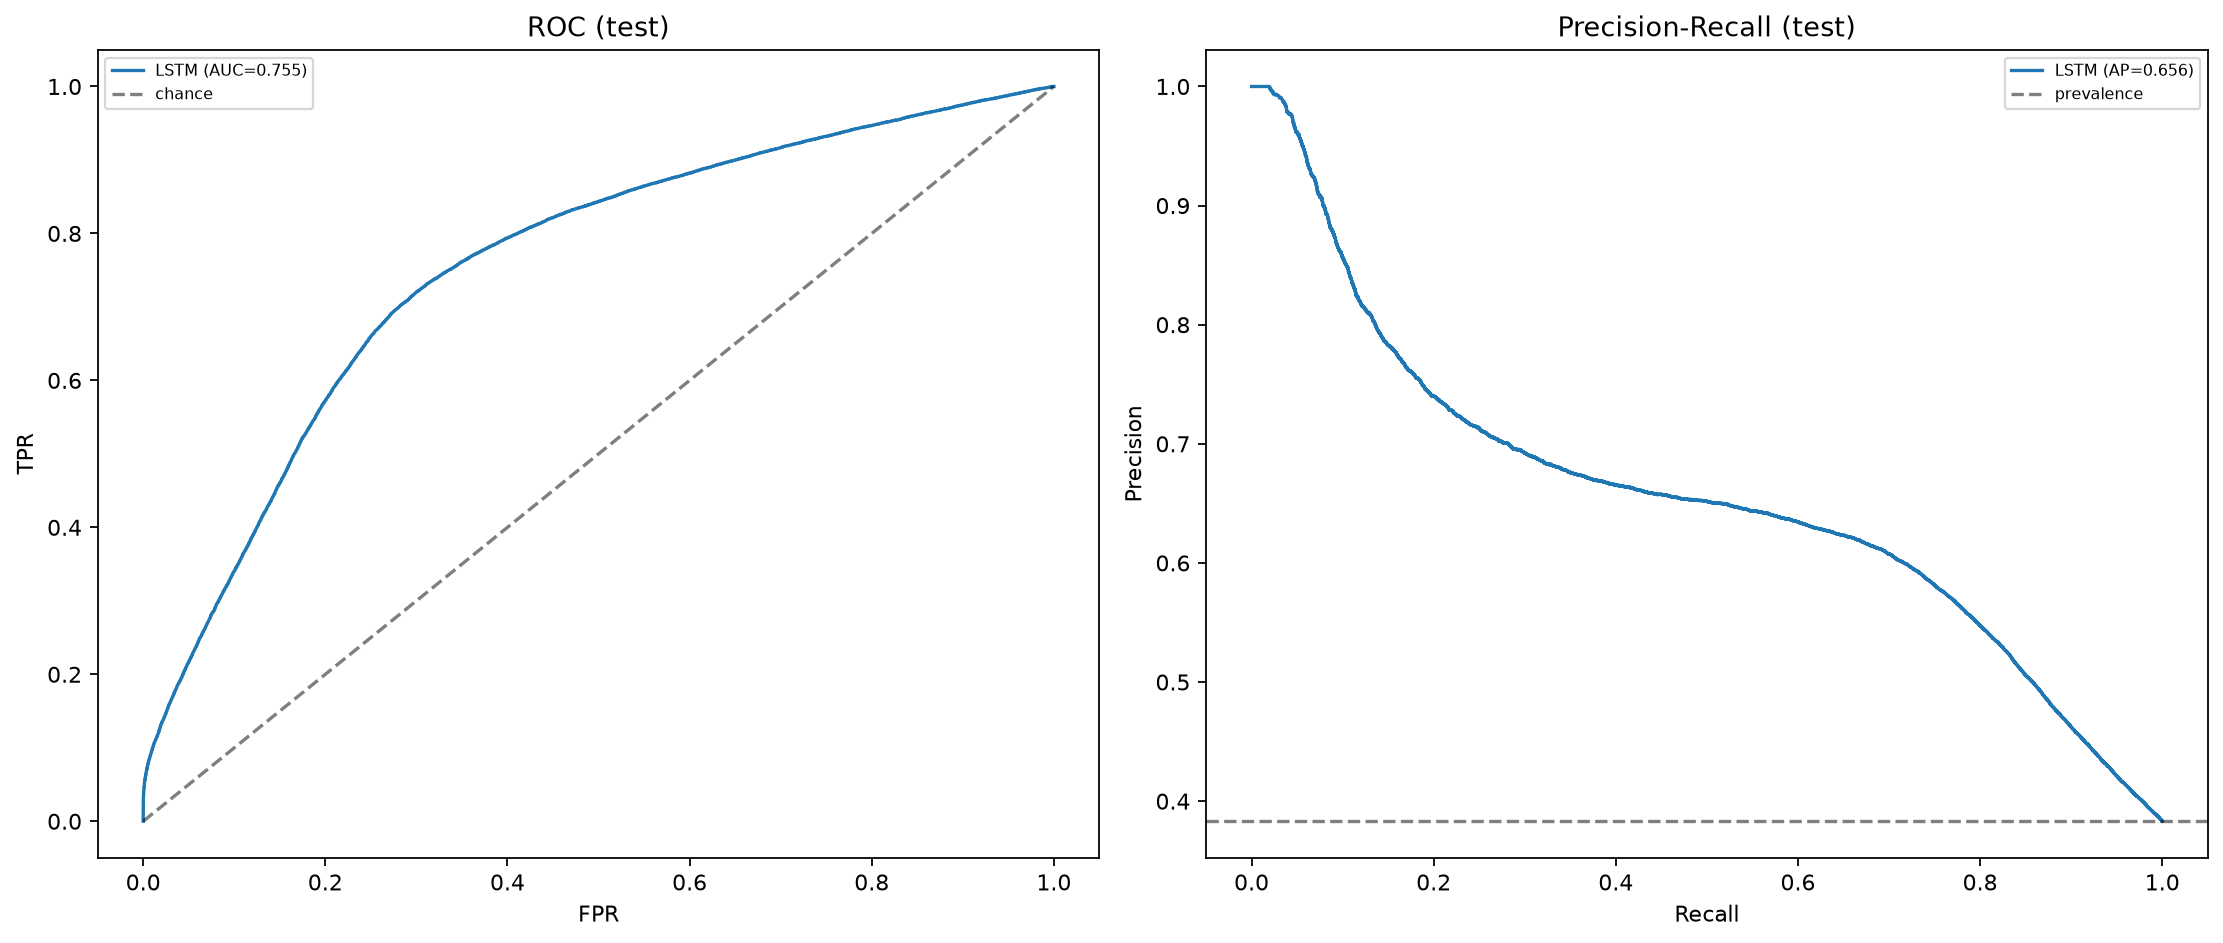 ROC (test)
LSTM (AUC=0.755)
chance
1.0
0.8
0.6
0.4
0.2
0.0
TPR
0.0 0.2 0.4 0.6 0.8 1.0
FPR
Precision-Recall (test)
LSTM (AP=0.656)
prevalence
1.0
0.9
0.8
0.7
0.6
0.5
0.4
Precision
0.0 0.2 0.4 0.6 0.8 1.0
Recall